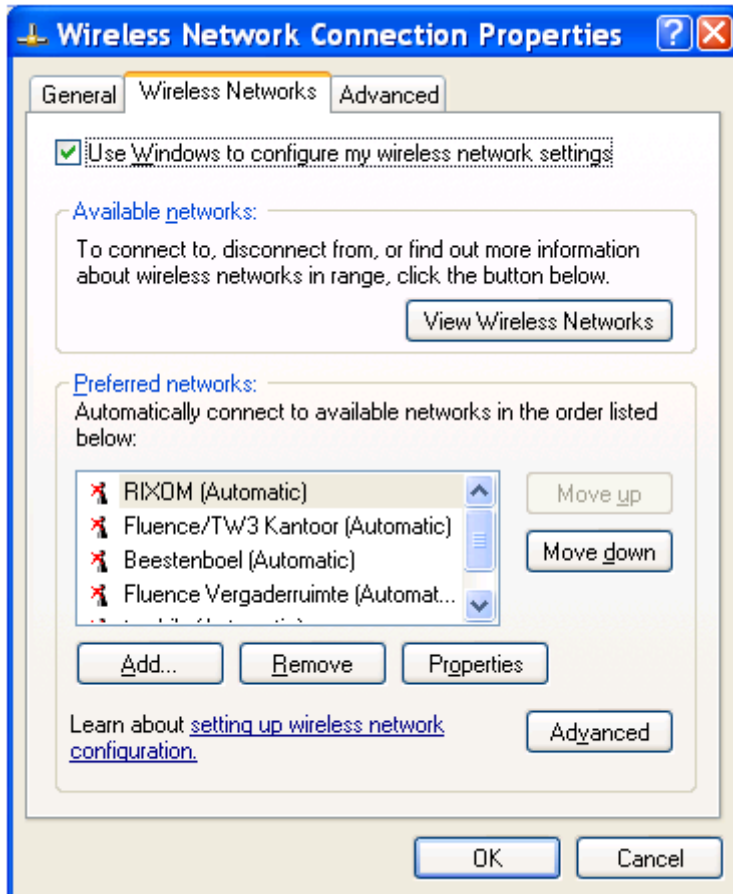 Wireless Network Connection Properties
General
Wireless Networks
Advanced
Use Windows to configure my wireless network settings
Available networks:
To connect to, disconnect from, or find out more information
about wireless networks in range, click the button below.
View Wireless Networks
Preferred networks:
Automatically connect to available networks in the order listed
below:
RIXOM (Automatic)
Fluence/TW3 Kantoor (Automatic)
Beestenboel (Automatic)
Fluence Vergaderruimte (Automat...
Move up
Move down
Add...
Remove
Properties
Learn about setting up wireless network
configuration.
Advanced
OK
Cancel